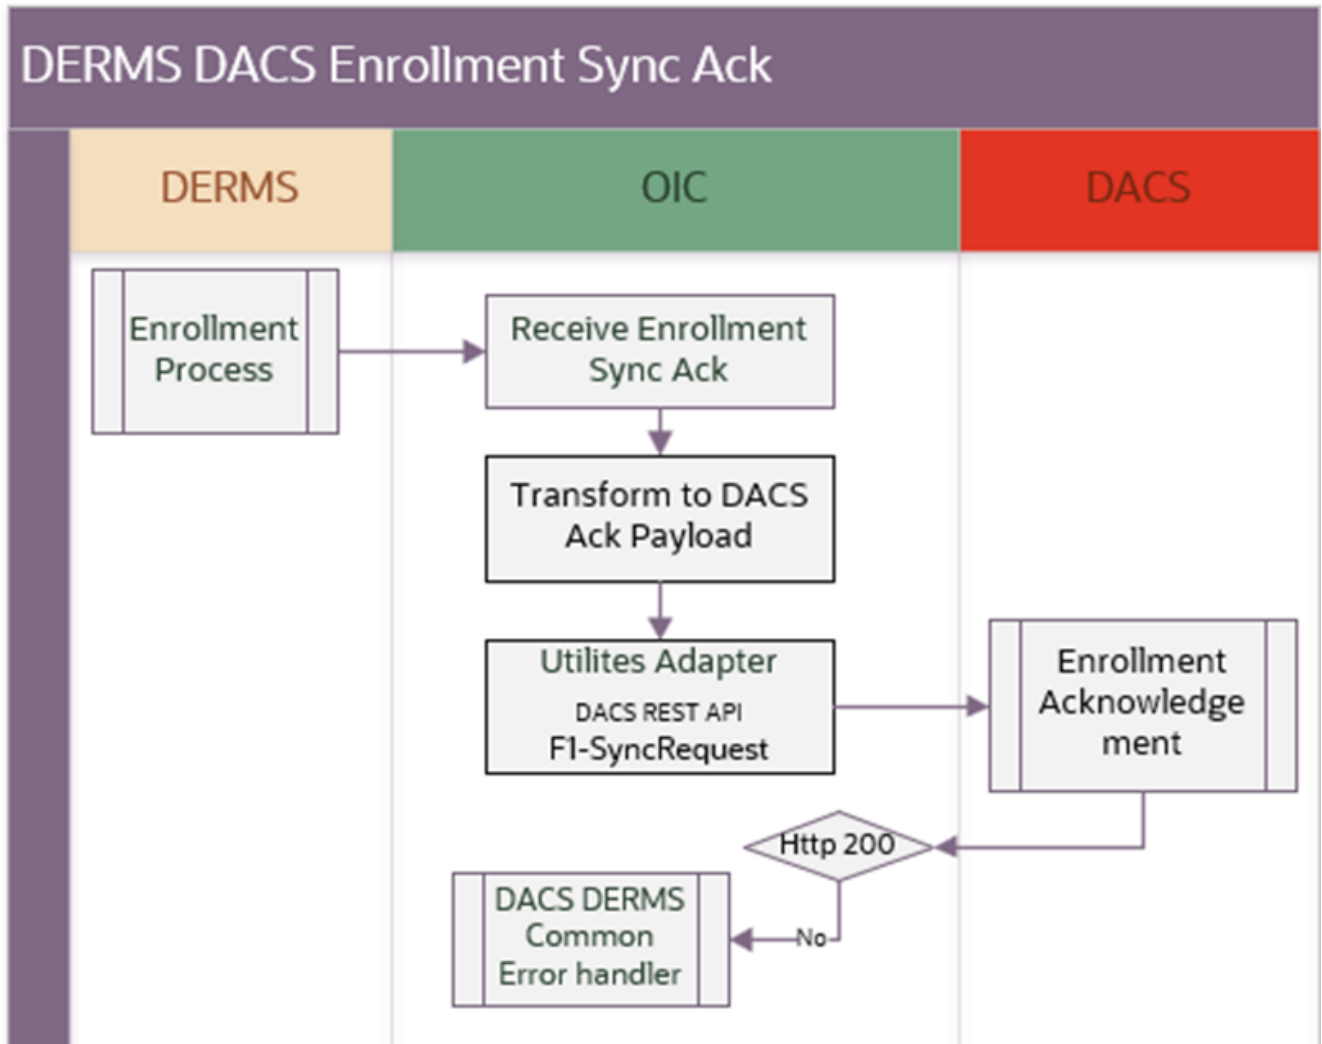 DERMS DACS Enrollment Sync Ack
DERMS
OIC
DACS
Enrollment
Process
Receive Enrollment
Sync Ack
Transform to DACS
Ack Payload
Utilites Adapter
DACS REST API
F1-SyncRequest
Enrollment
Acknowledge
ment
Http 200
No
DACS DERMS
Common
Error handler